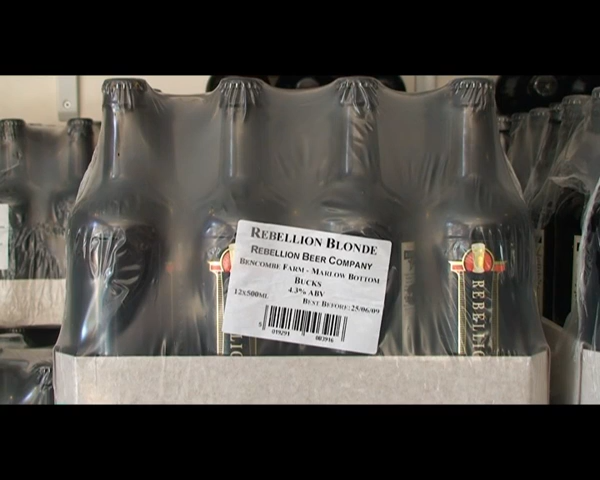 REBELLION BLONDE
REBELLION BEER COMPANY
BENCOMBE FARM - MARLOW BOTTOM
BUCKS
4.3% ABV
12X500ML
BEST BEFORE: 25/06/09
REBELLIO